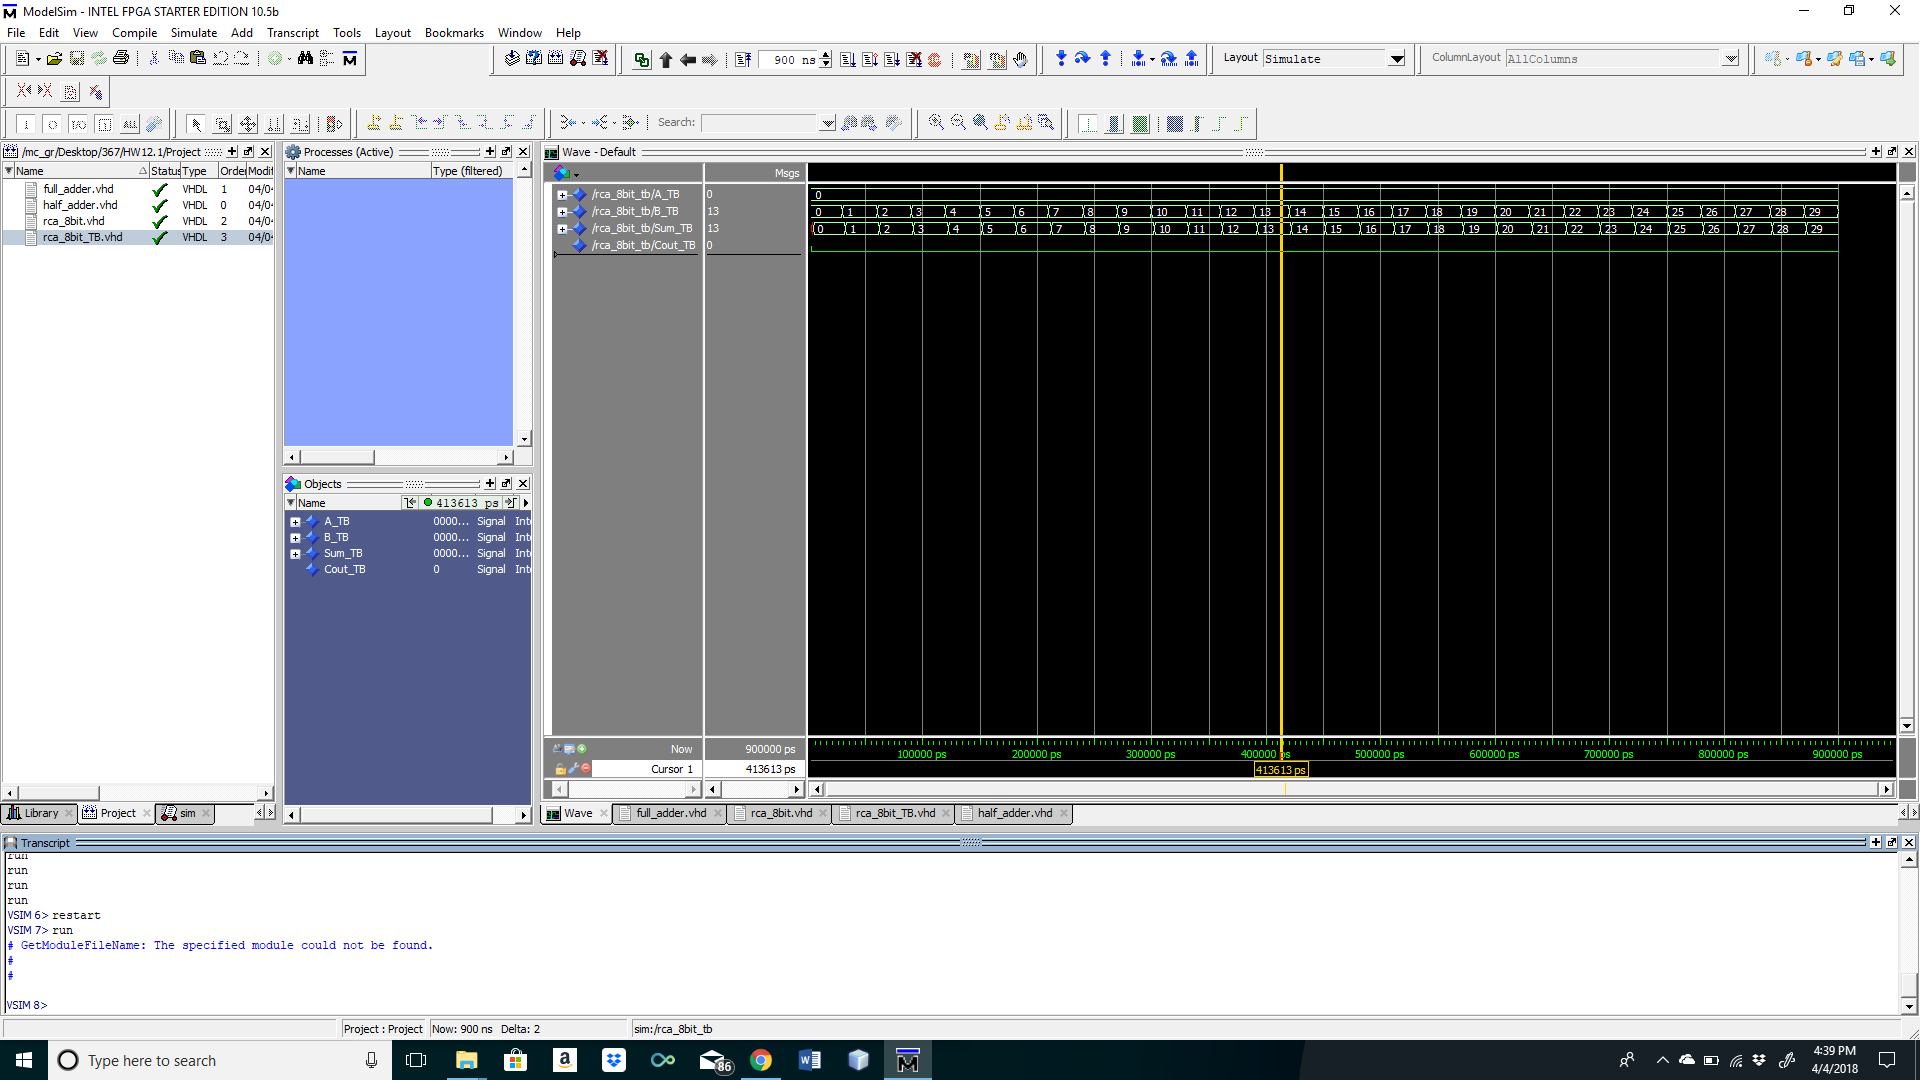 ModelSim - INTEL FPGA STARTER EDITION 10.5b
File Edit View Compile Simulate Add Transcript Tools Layout Bookmarks Window Help
900 ns
Layout Simulate
ColumnLayout AllColumns
Search:
/mc_gr/Desktop/367/HW12.1/Project
Name Status Type Order Modif
full_adder.vhd VHDL 1 04/04
half_adder.vhd VHDL 0 04/04
rca_8bit.vhd VHDL 2 04/04
rca_8bit_TB.vhd VHDL 3 04/04
Library Project sim
Processes (Active)
Name Type (filtered)
Objects
Name 413613 ps
A_TB 0000... Signal Inte
B_TB 0000... Signal Inte
Sum_TB 0000... Signal Inte
Cout_TB 0 Signal Inte
Wave - Default
Msgs
/rca_8bit_tb/A_TB 0 0
/rca_8bit_tb/B_TB 13 0 1 2 3 4 5 6 7 8 9 10 11 12 13 14 15 16 17 18 19 20 21 22 23 24 25 26 27 28 29
/rca_8bit_tb/Sum_TB 13 0 1 2 3 4 5 6 7 8 9 10 11 12 13 14 15 16 17 18 19 20 21 22 23 24 25 26 27 28 29
/rca_8bit_tb/Cout_TB 0
Now 900000 ps 100000 ps 200000 ps 300000 ps 400000 ps 500000 ps 600000 ps 700000 ps 800000 ps 900000 ps
Cursor 1 413613 ps 413613 ps
Wave full_adder.vhd rca_8bit.vhd rca_8bit_TB.vhd half_adder.vhd
Transcript
run
run
run
run
VSIM 6> restart
VSIM 7> run
# GetModuleFileName: The specified module could not be found.
#
#
VSIM 8>
Project : Project Now: 900 ns Delta: 2 sim:/rca_8bit_tb
Type here to search
86
4:39 PM
4/4/2018